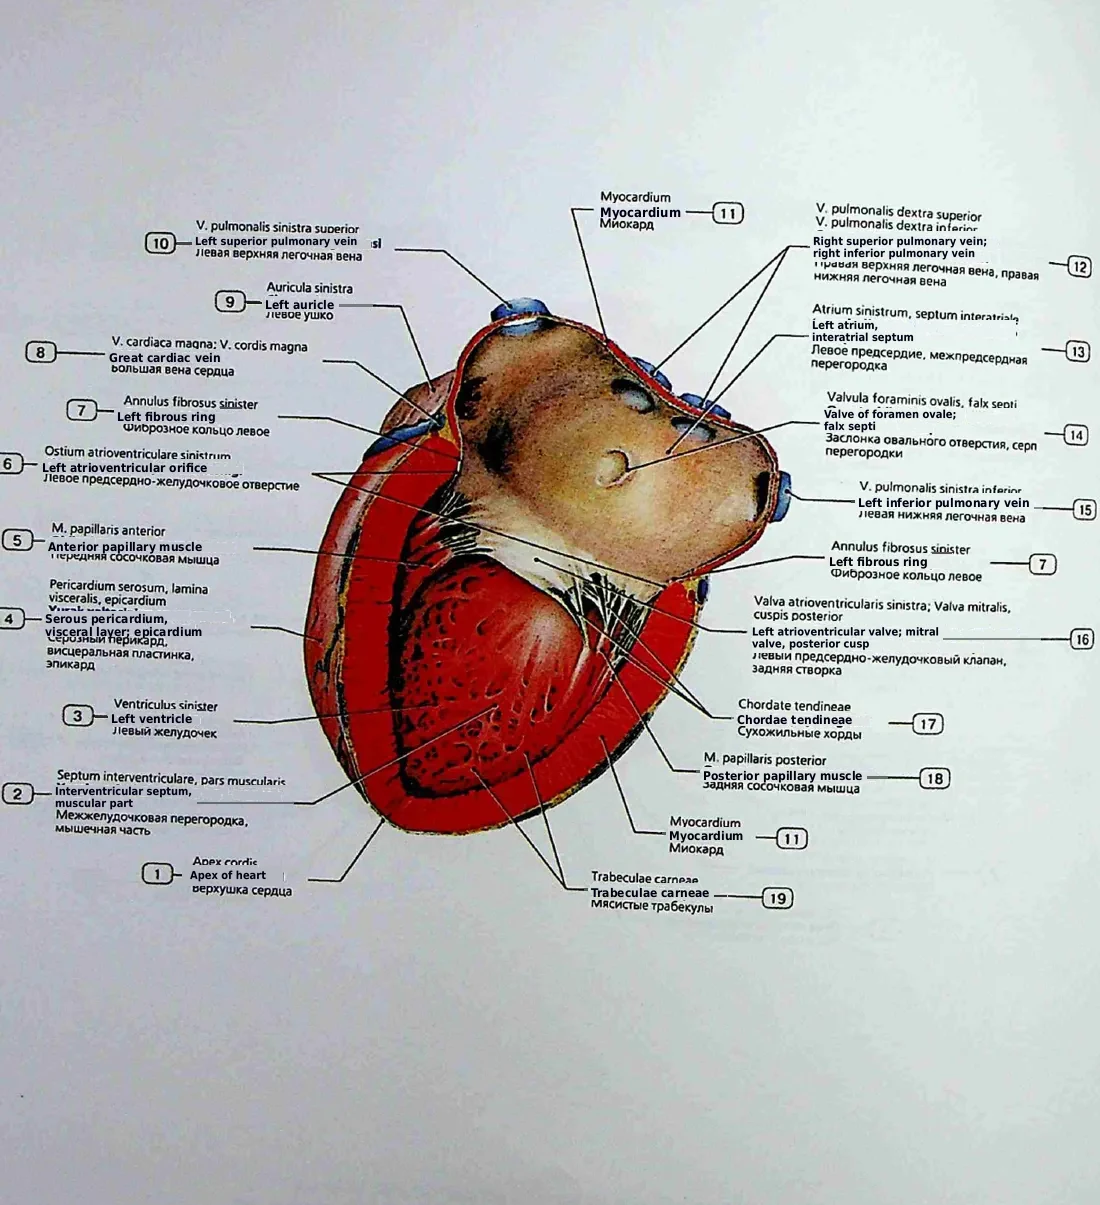 V. pulmonalis sinistra superior
10
Left superior pulmonary vein
Левая верхняя легочная вена
Auricula sinistra
9
Left auricle
Левое ушко
V. cardiaca magna; V. cordis magna
8
Great cardiac vein
Большая вена сердца
Annulus fibrosus sinister
7
Left fibrous ring
Фиброзное кольцо левое
Ostium atrioventriculare sinistrum
6
Left atrioventricular orifice
Левое предсердно-желудочковое отверстие
M. papillaris anterior
5
Anterior papillary muscle
Передняя сосочковая мышца
Pericardium serosum, lamina
visceralis, epicardium
4
Serous pericardium,
visceral layer; epicardium
Серозный перикард,
висцеральная пластинка,
эпикард
Ventriculus sinister
3
Left ventricle
Левый желудочек
Septum interventriculare, pars muscularis
2
Interventricular septum,
muscular part
Межжелудочковая перегородка,
мышечная часть
Apex cordis
1
Apex of heart
Верхушка сердца
Myocardium
Myocardium
11
Миокард
V. pulmonalis dextra superior
V. pulmonalis dextra inferior
Right superior pulmonary vein;
right inferior pulmonary vein
12
Правая верхняя легочная вена, правая
нижняя легочная вена
Atrium sinistrum, septum interatriale
Left atrium,
interatrial septum
13
Левое предсердие, межпредсердная
перегородка
Valvula foraminis ovalis, falx septi
Valve of foramen ovale;
falx septi
14
Заслонка овального отверстия, серп
перегородки
V. pulmonalis sinistra inferior
Left inferior pulmonary vein
15
Левая нижняя легочная вена
Annulus fibrosus sinister
Left fibrous ring
7
Фиброзное кольцо левое
Valva atrioventricularis sinistra; Valva mitralis,
cuspis posterior
Left atrioventricular valve; mitral
valve, posterior cusp
16
Левый предсердно-желудочковый клапан,
задняя створка
Chordate tendineae
Chordae tendineae
17
Сухожильные хорды
M. papillaris posterior
Posterior papillary muscle
18
Задняя сосочковая мышца
Myocardium
Myocardium
11
Миокард
Trabeculae carneae
Trabeculae carneae
19
Мясистые трабекулы